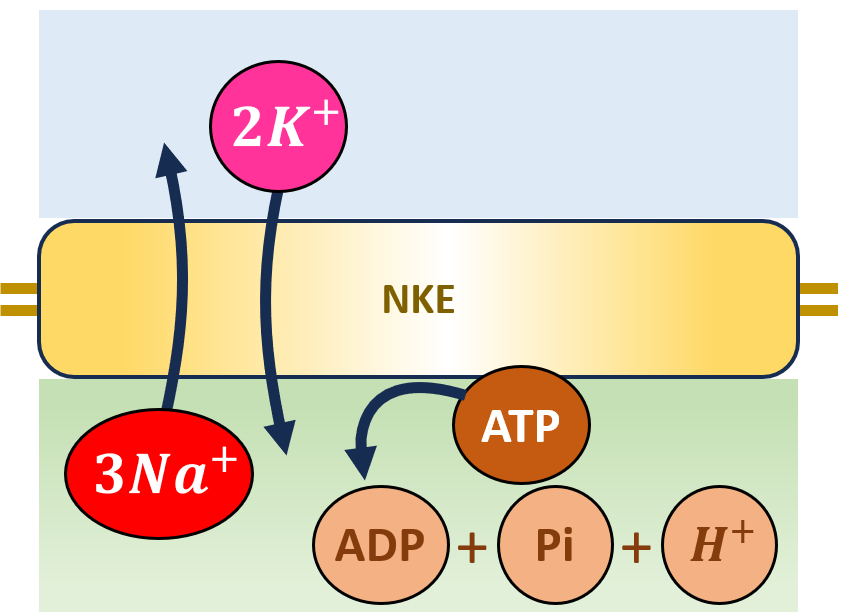 2K⁺
NKE
ATP
3Na⁺
ADP + Pi + H⁺